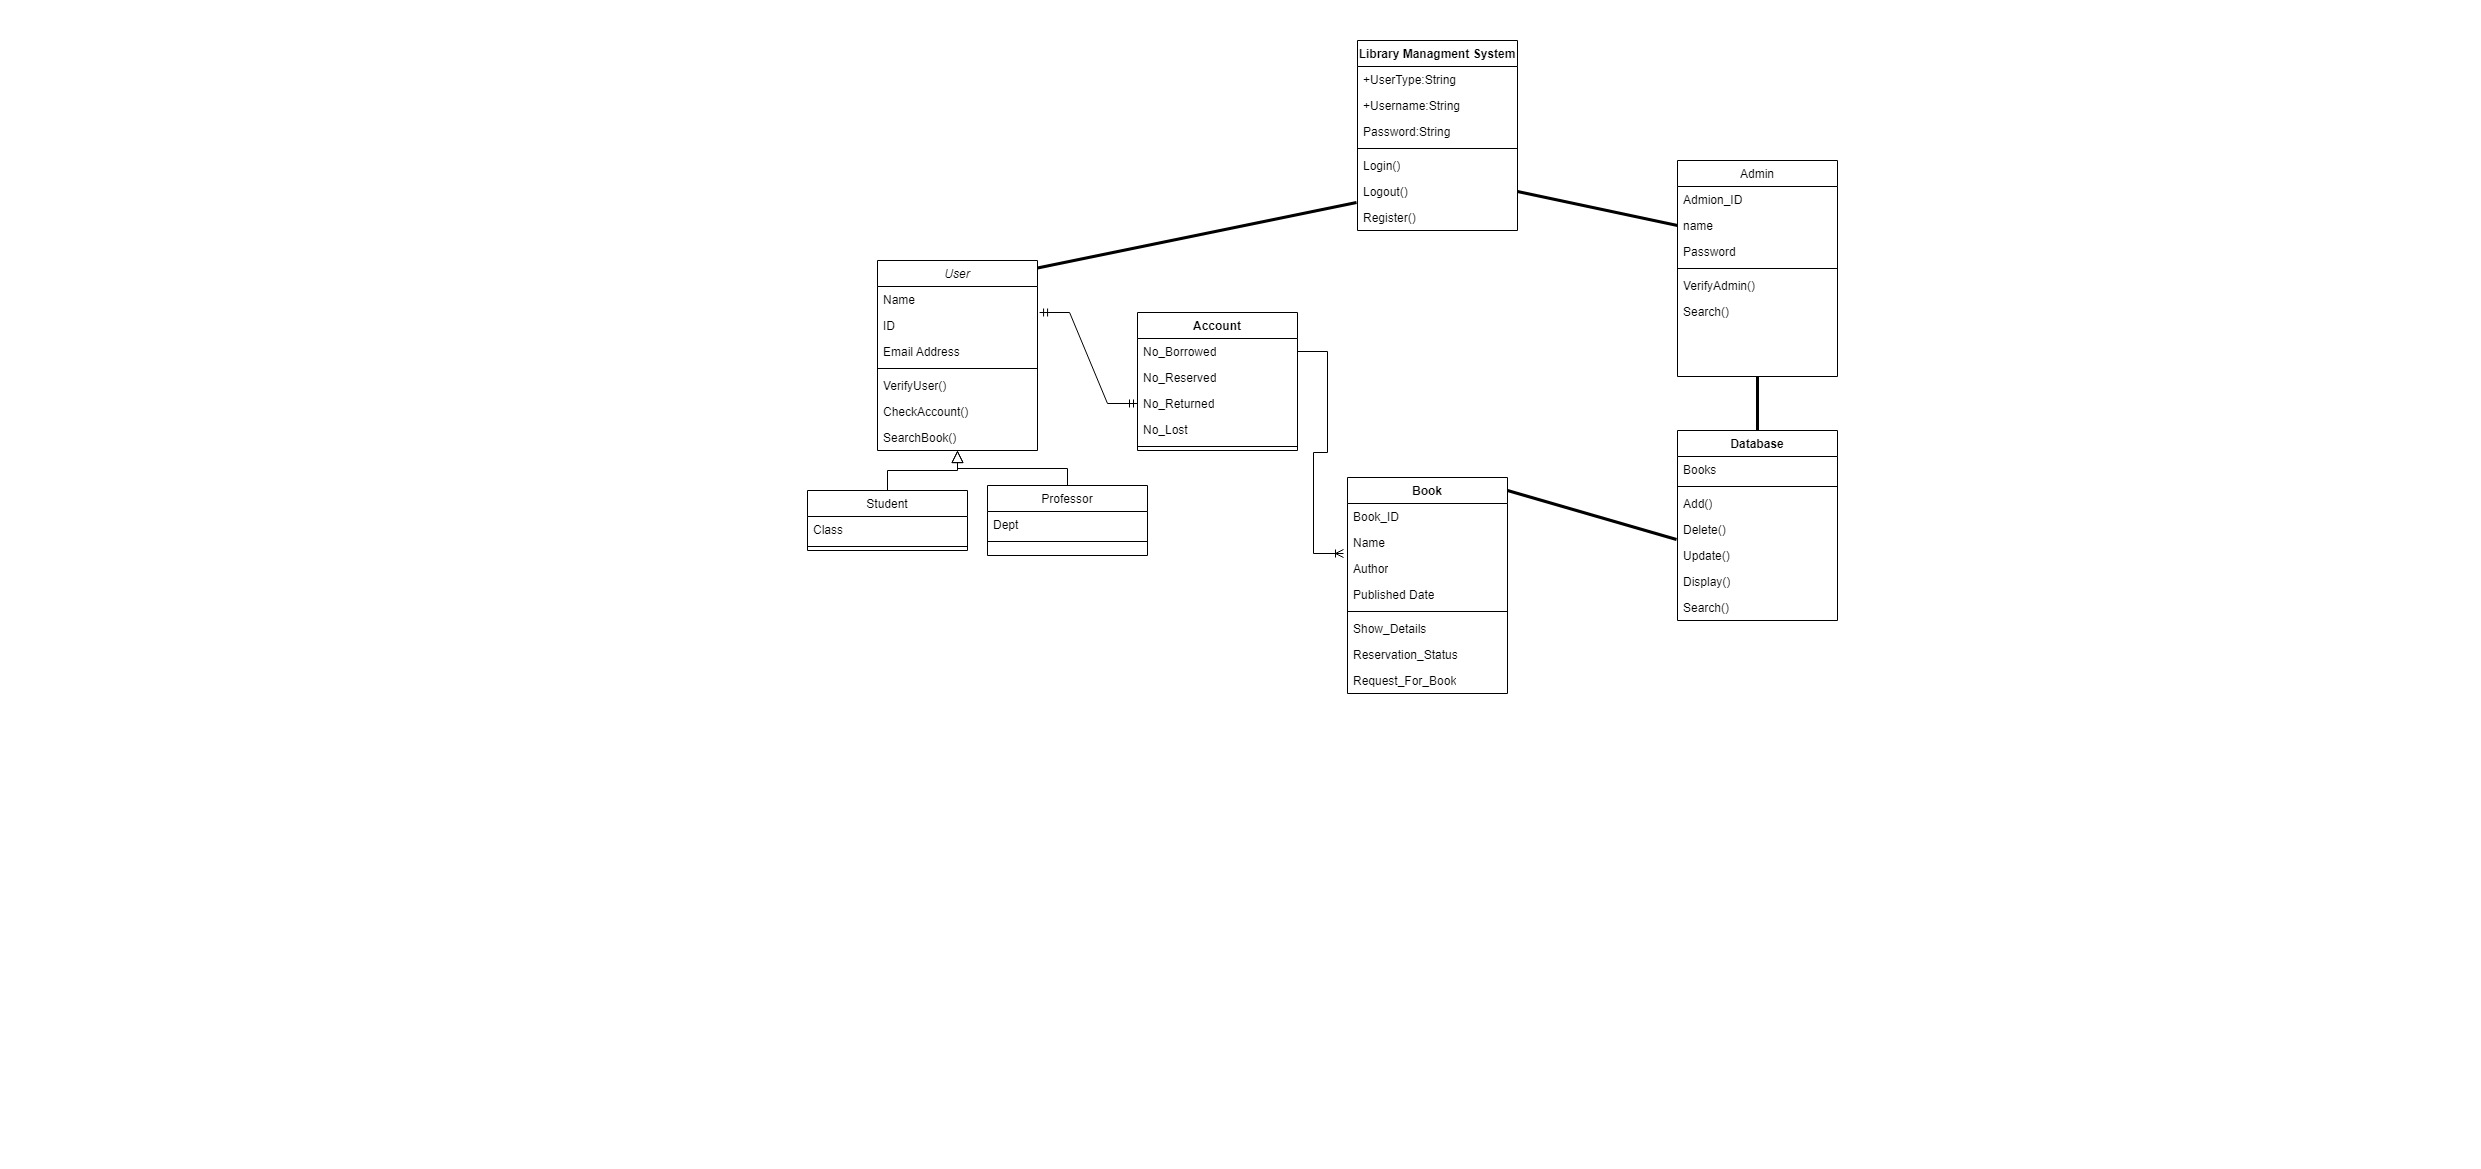 Library Managment System
+UserType:String
+Username:String
Password:String
Login()
Logout()
Register()
Admin
Admion_ID
name
Password
VerifyAdmin()
Search()
User
Name
ID
Email Address
VerifyUser()
CheckAccount()
SearchBook()
Account
No_Borrowed
No_Reserved
No_Returned
No_Lost
Student
Class
Professor
Dept
Book
Book_ID
Name
Author
Published Date
Show_Details
Reservation_Status
Request_For_Book
Database
Books
Add()
Delete()
Update()
Display()
Search()